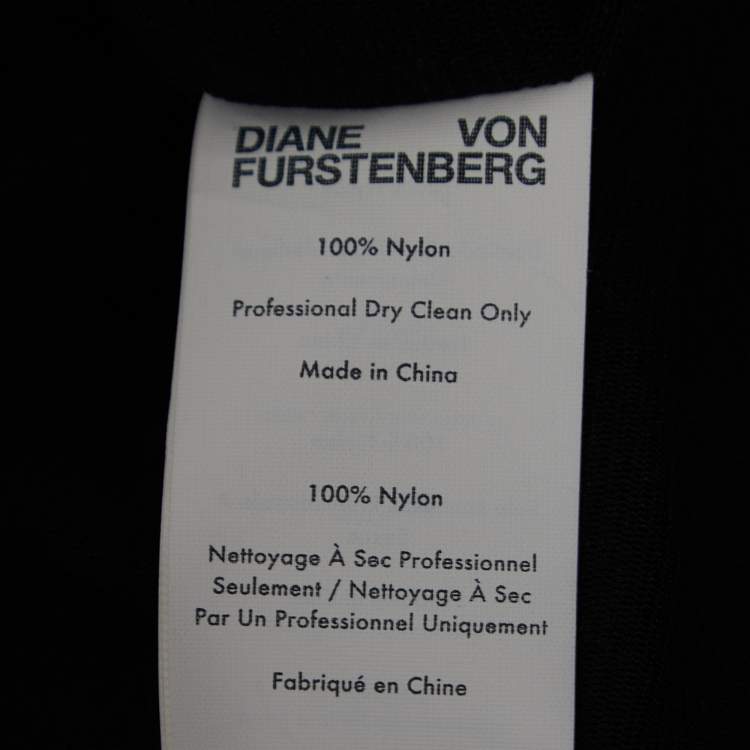 DIANE VON
FURSTENBERG
100% Nylon
Professional Dry Clean Only
Made in China
100% Nylon
Nettoyage À Sec Professionnel
Seulement / Nettoyage À Sec
Par Un Professionnel Uniquement
Fabriqué en Chine